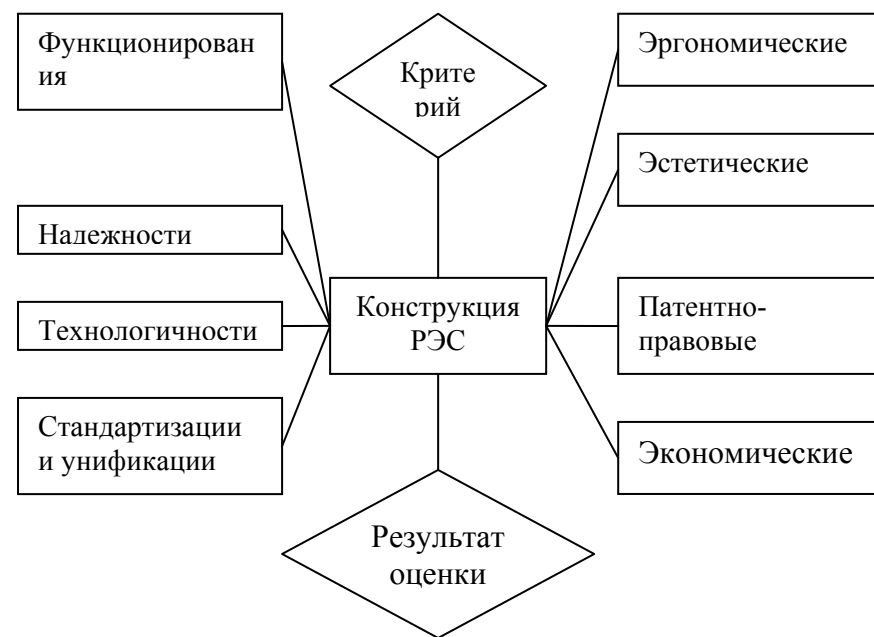 Функционирован
ия
Крите
рий
Эргономические
Эстетические
Надежности
Конструкция
РЭС
Патентно-
правовые
Технологичности
Стандартизации
и унификации
Экономические
Результат
оценки